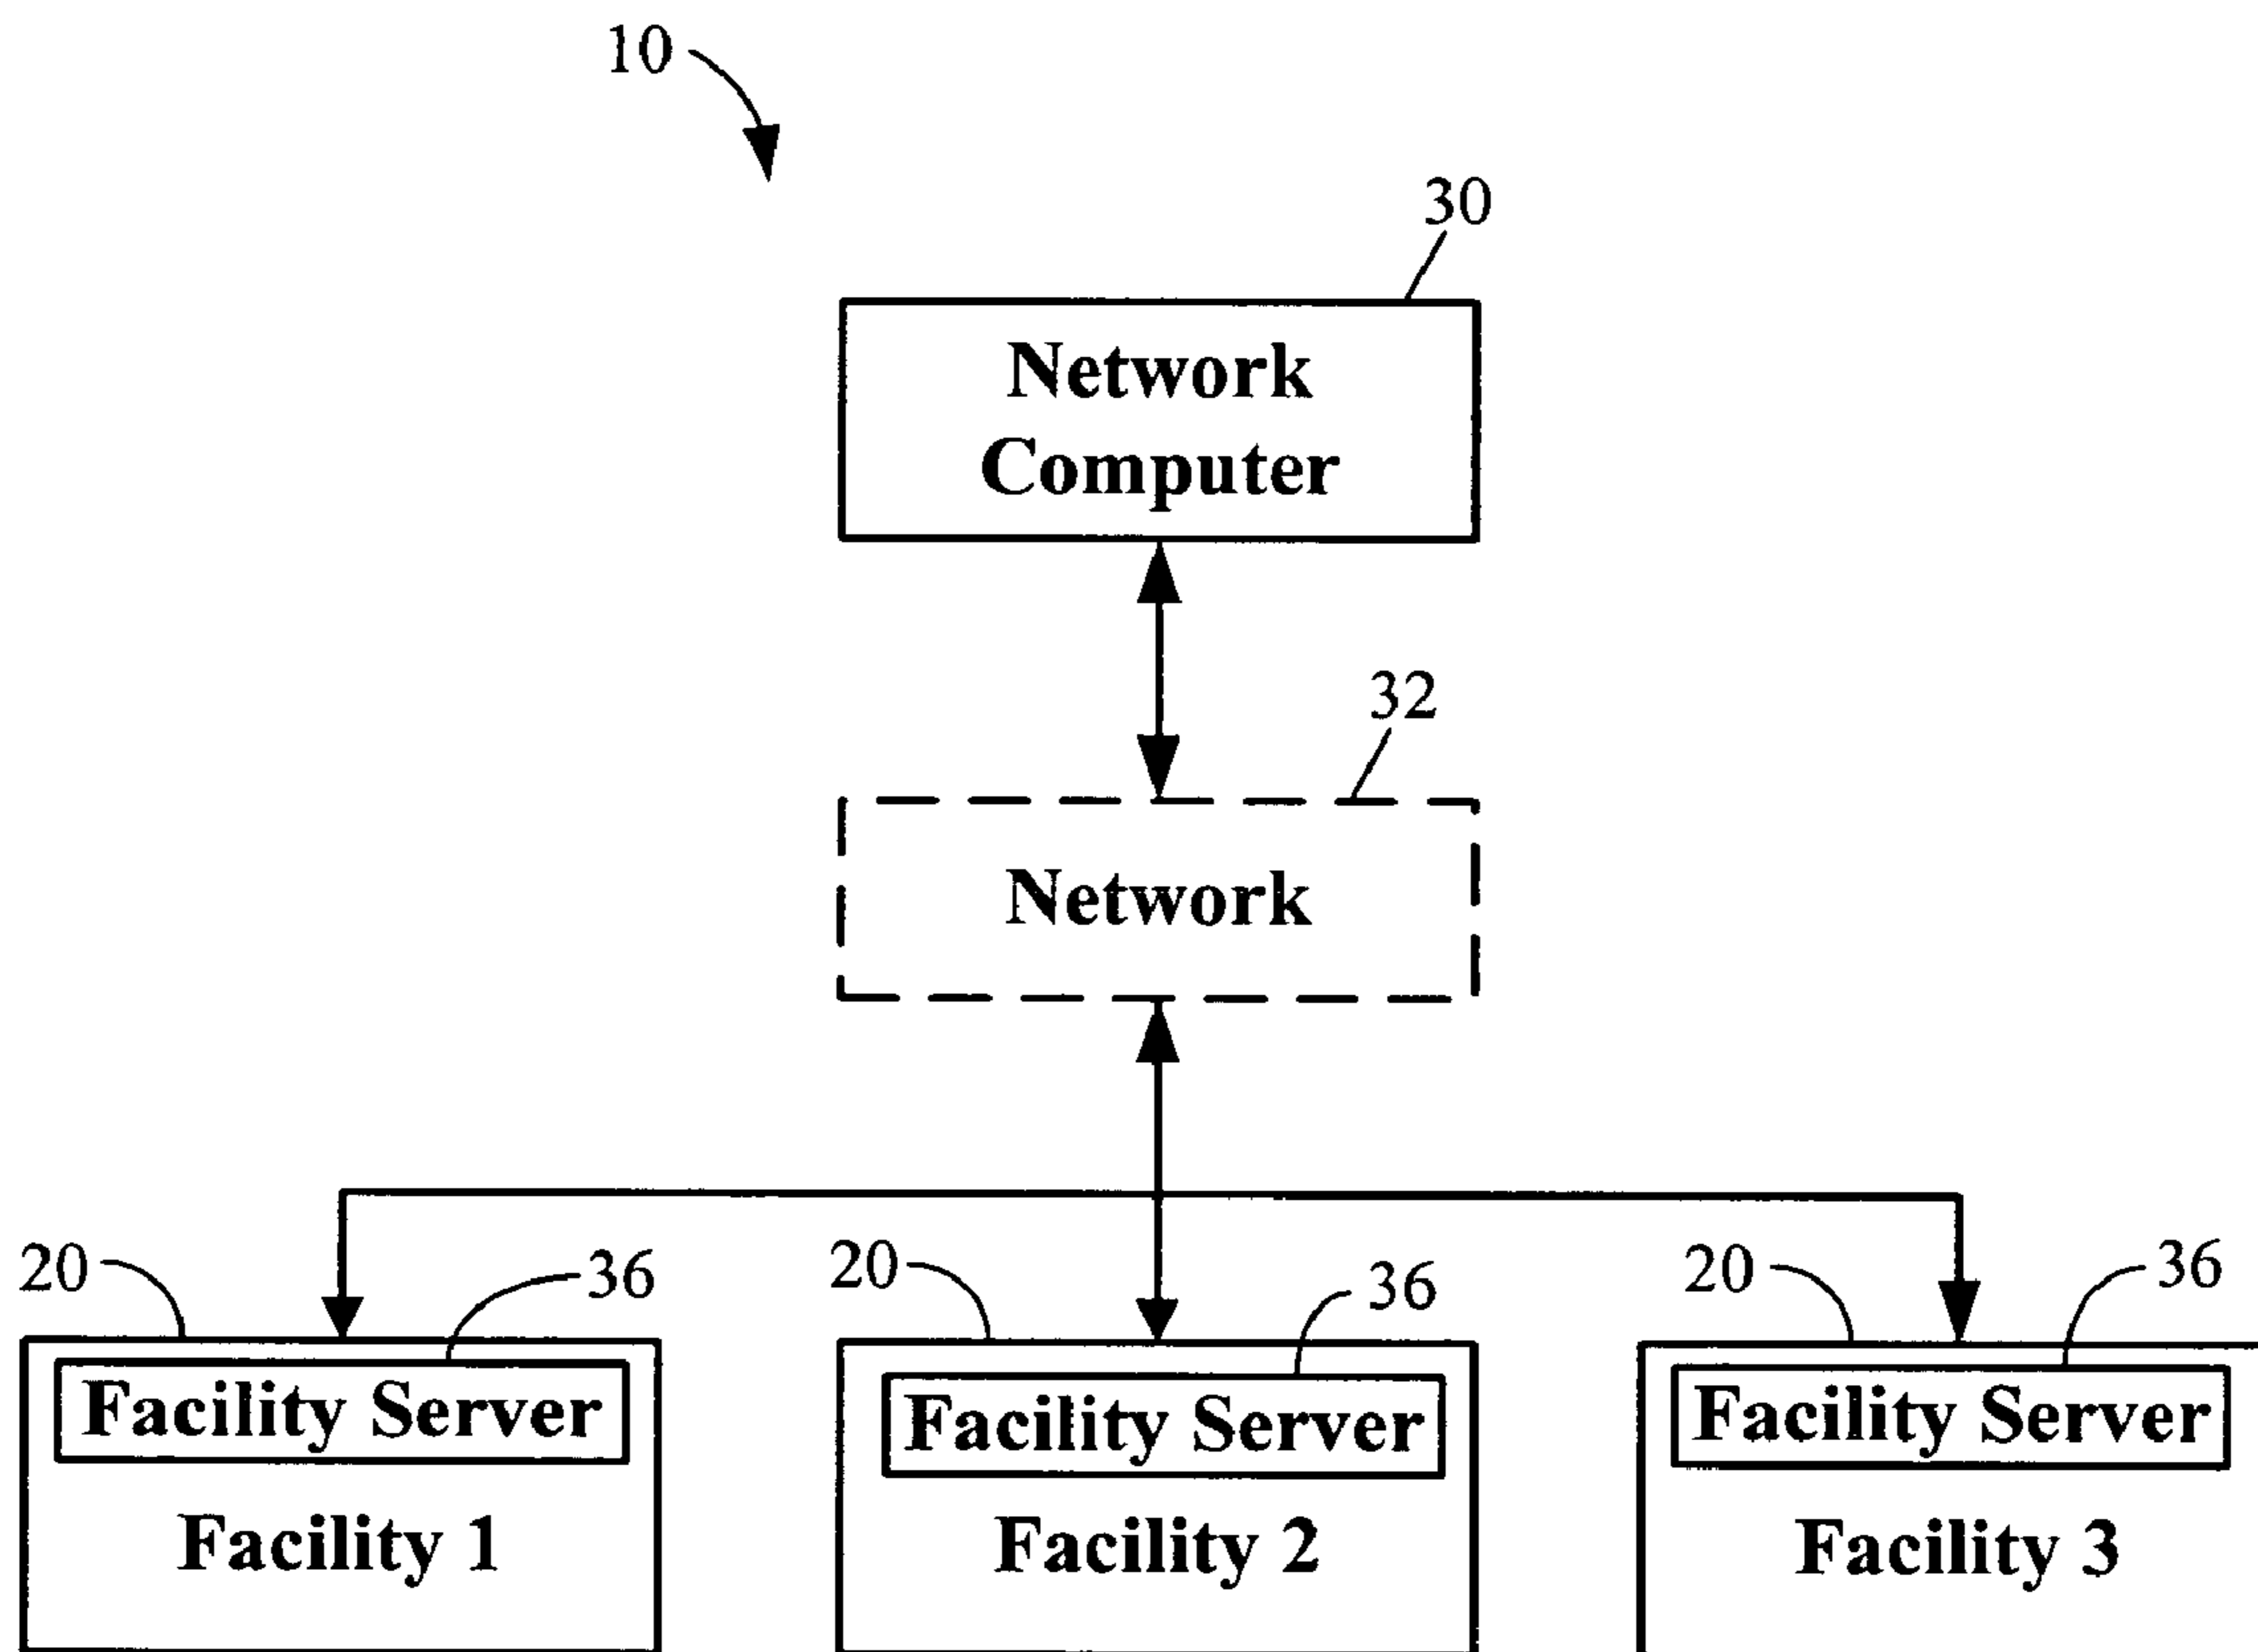 10
30
Network
Computer
32
Network
20
36
20
36
20
36
Facility Server
Facility Server
Facility Server
Facility 1
Facility 2
Facility 3